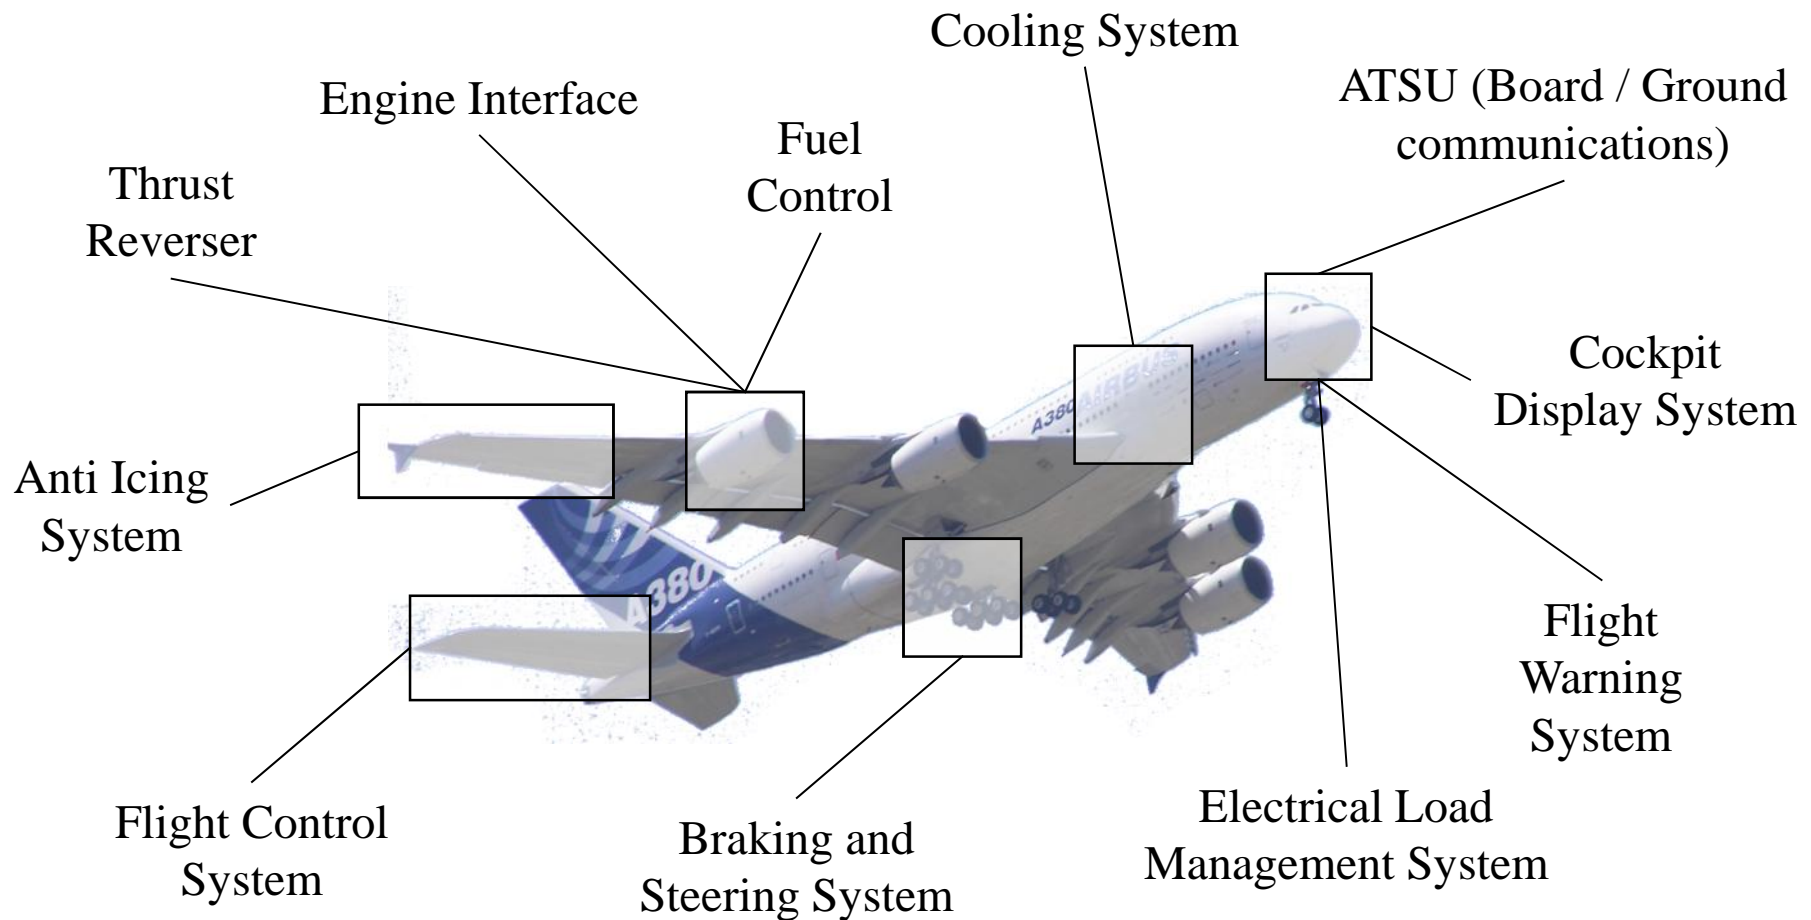 Cooling System
ATSU (Board / Ground
communications)
Engine Interface
Fuel
Control
Thrust
Reverser
Cockpit
Display System
AIRBUS
A380
Anti Icing
System
A380
Flight
Warning
System
Flight Control
System
Braking and
Steering System
Electrical Load
Management System